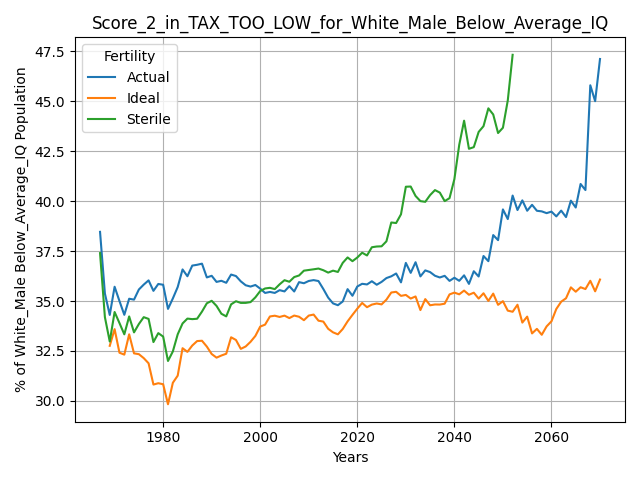 Score_2_in_TAX_TOO_LOW_for_White_Male_Below_Average_IQ
% of White_Male Below_Average_IQ Population
47.5
45.0
42.5
40.0
37.5
35.0
32.5
30.0
Fertility
Actual
Ideal
Sterile
1980
2000
2020
2040
2060
Years